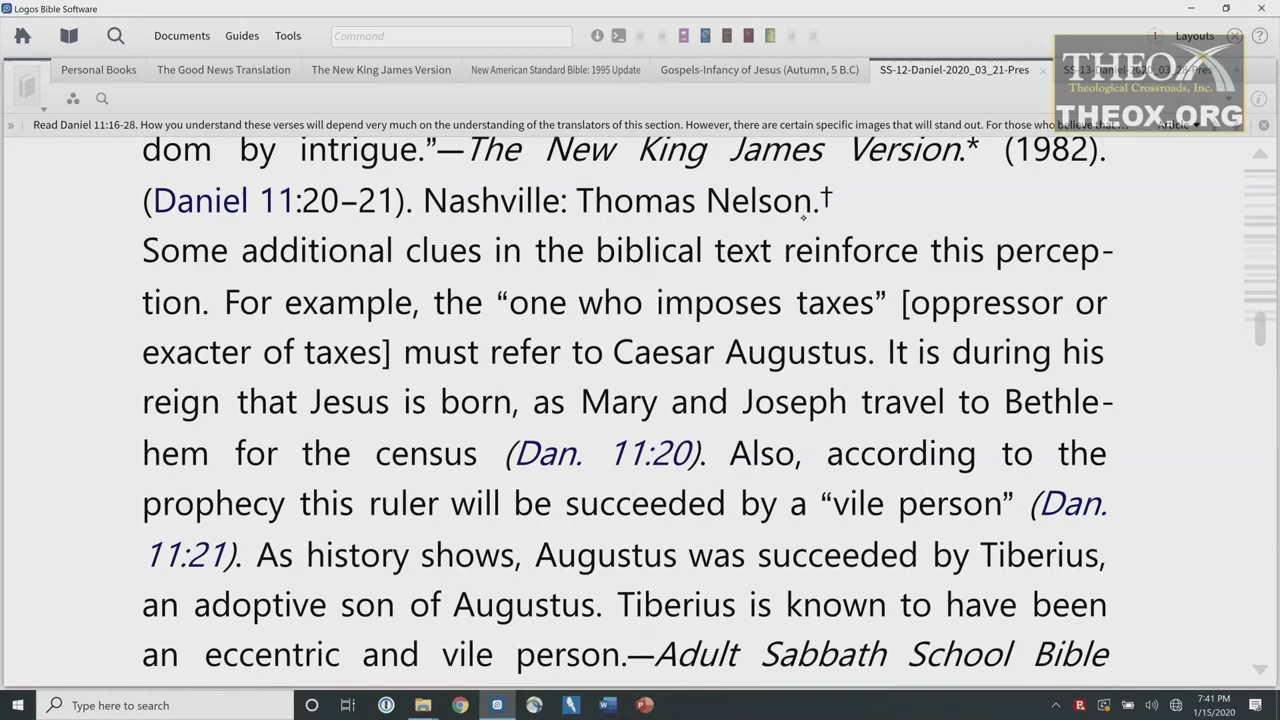 Logos Bible Software
Documents Guides Tools Command Layouts
Personal Books The Good News Translation The New King James Version New American Standard Bible: 1995 Update Gospels-Infancy of Jesus (Autumn, 5 B.C) SS-12-Daniel-2020_03_21-Pres SS-13-Daniel-2020_03_28-Pres
THEOX
Theological Crossroads, Inc.
THEOX.ORG
Read Daniel 11:16-28. How you understand these verses will depend on the understanding of the translators of this section. However, there are certain specific images that will stand out. For those who believe that ... Article
dom by intrigue.”—The New King James Version.* (1982).
(Daniel 11:20–21). Nashville: Thomas Nelson.†
Some additional clues in the biblical text reinforce this percep-
tion. For example, the “one who imposes taxes” [oppressor or
exacter of taxes] must refer to Caesar Augustus. It is during his
reign that Jesus is born, as Mary and Joseph travel to Bethle-
hem for the census (Dan. 11:20). Also, according to the
prophecy this ruler will be succeeded by a “vile person” (Dan.
11:21). As history shows, Augustus was succeeded by Tiberius,
an adoptive son of Augustus. Tiberius is known to have been
an eccentric and vile person.—Adult Sabbath School Bible
Type here to search
7:41 PM
1/15/2020